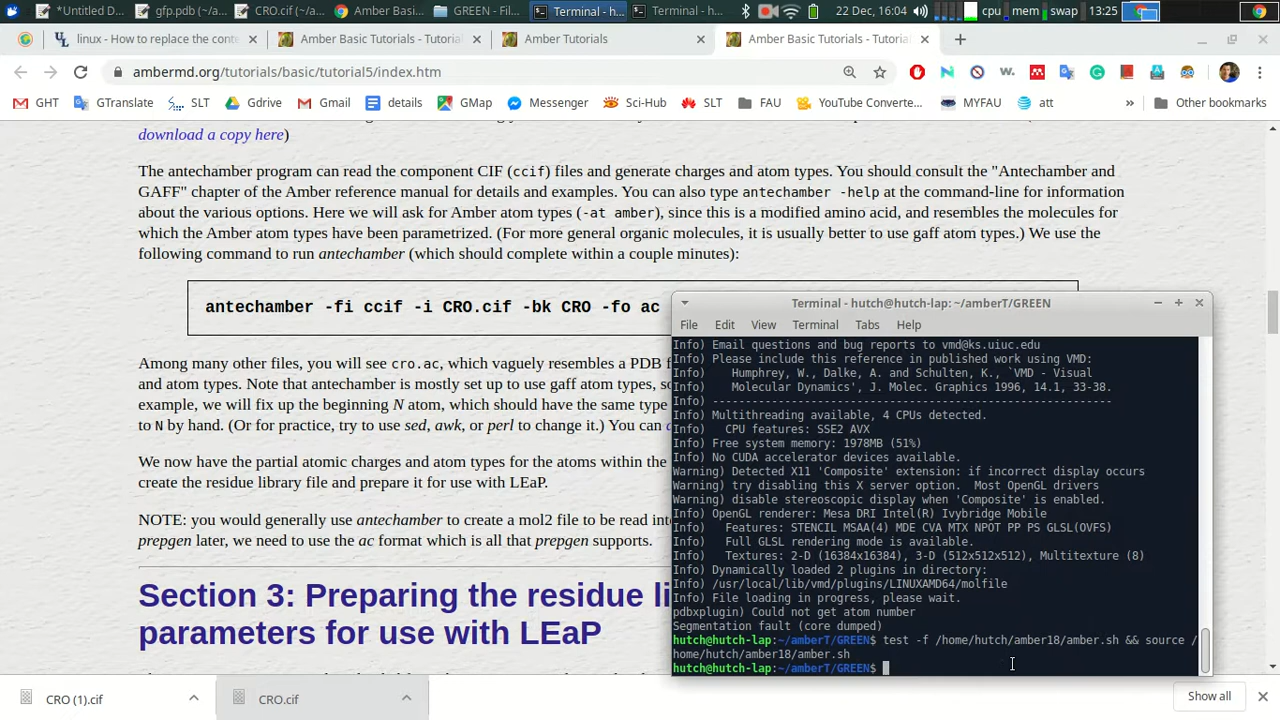 *Untitled D...
gfp.pdb (~/a...
CRO.cif (~/a...
Amber Basi...
GREEN - Fil...
Terminal - h...
Terminal - h...
22 Dec, 16:04
cpu
mem
swap
13:25
linux - How to replace the conte
Amber Basic Tutorials - Tutorial
Amber Tutorials
Amber Basic Tutorials - Tutorial
ambermd.org/tutorials/basic/tutorial5/index.htm
GHT
GTranslate
SLT
Gdrive
Gmail
details
GMap
Messenger
Sci-Hub
SLT
FAU
YouTube Converte...
MYFAU
att
»
Other bookmarks
download a copy here)
The antechamber program can read the component CIF (ccif) files and generate charges and atom types. You should consult the "Antechamber and
GAFF" chapter of the Amber reference manual for details and examples. You can also type antechamber -help at the command-line for information
about the various options. Here we will ask for Amber atom types (-at amber), since this is a modified amino acid, and resembles the molecules for
which the Amber atom types have been parametrized. (For more general organic molecules, it is usually better to use gaff atom types.) We use the
following command to run antechamber (which should complete within a couple minutes):
antechamber -fi ccif -i CRO.cif -bk CRO -fo ac
Among many other files, you will see cro.ac, which vaguely resembles a PDB f
and atom types. Note that antechamber is mostly set up to use gaff atom types, so
example, we will fix up the beginning N atom, which should have the same type
to N by hand. (Or for practice, try to use sed, awk, or perl to change it.) You can
We now have the partial atomic charges and atom types for the atoms within the
create the residue library file and prepare it for use with LEaP.
NOTE: you would generally use antechamber to create a mol2 file to be read into
prepgen later, we need to use the ac format which is all that prepgen supports.
Section 3: Preparing the residue li
parameters for use with LEaP
Terminal - hutch@hutch-lap: ~/amberT/GREEN
File Edit View Terminal Tabs Help
Info) Email questions and bug reports to vmd@ks.uiuc.edu
Info) Please include this reference in published work using VMD:
Info)    Humphrey, W., Dalke, A. and Schulten, K., `VMD - Visual
Info)    Molecular Dynamics', J. Molec. Graphics 1996, 14.1, 33-38.
Info) -------------------------------------------------------------
Info) Multithreading available, 4 CPUs detected.
Info)   CPU features: SSE2 AVX
Info) Free system memory: 1978MB (51%)
Info) No CUDA accelerator devices available.
Warning) Detected X11 'Composite' extension: if incorrect display occurs
Warning) try disabling this X server option.  Most OpenGL drivers
Warning) disable stereoscopic display when 'Composite' is enabled.
Info) OpenGL renderer: Mesa DRI Intel(R) Ivybridge Mobile
Info)   Features: STENCIL MSAA(4) MDE CVA MTX NPOT PP PS GLSL(OVFS)
Info)   Full GLSL rendering mode is available.
Info)   Textures: 2-D (16384x16384), 3-D (512x512x512), Multitexture (8)
Info) Dynamically loaded 2 plugins in directory:
Info) /usr/local/lib/vmd/plugins/LINUXAMD64/molfile
Info) File loading in progress, please wait.
pdbxplugin) Could not get atom number
Segmentation fault (core dumped)
hutch@hutch-lap:~/amberT/GREEN$ test -f /home/hutch/amber18/amber.sh && source /
home/hutch/amber18/amber.sh
hutch@hutch-lap:~/amberT/GREEN$
CRO (1).cif
CRO.cif
Show all